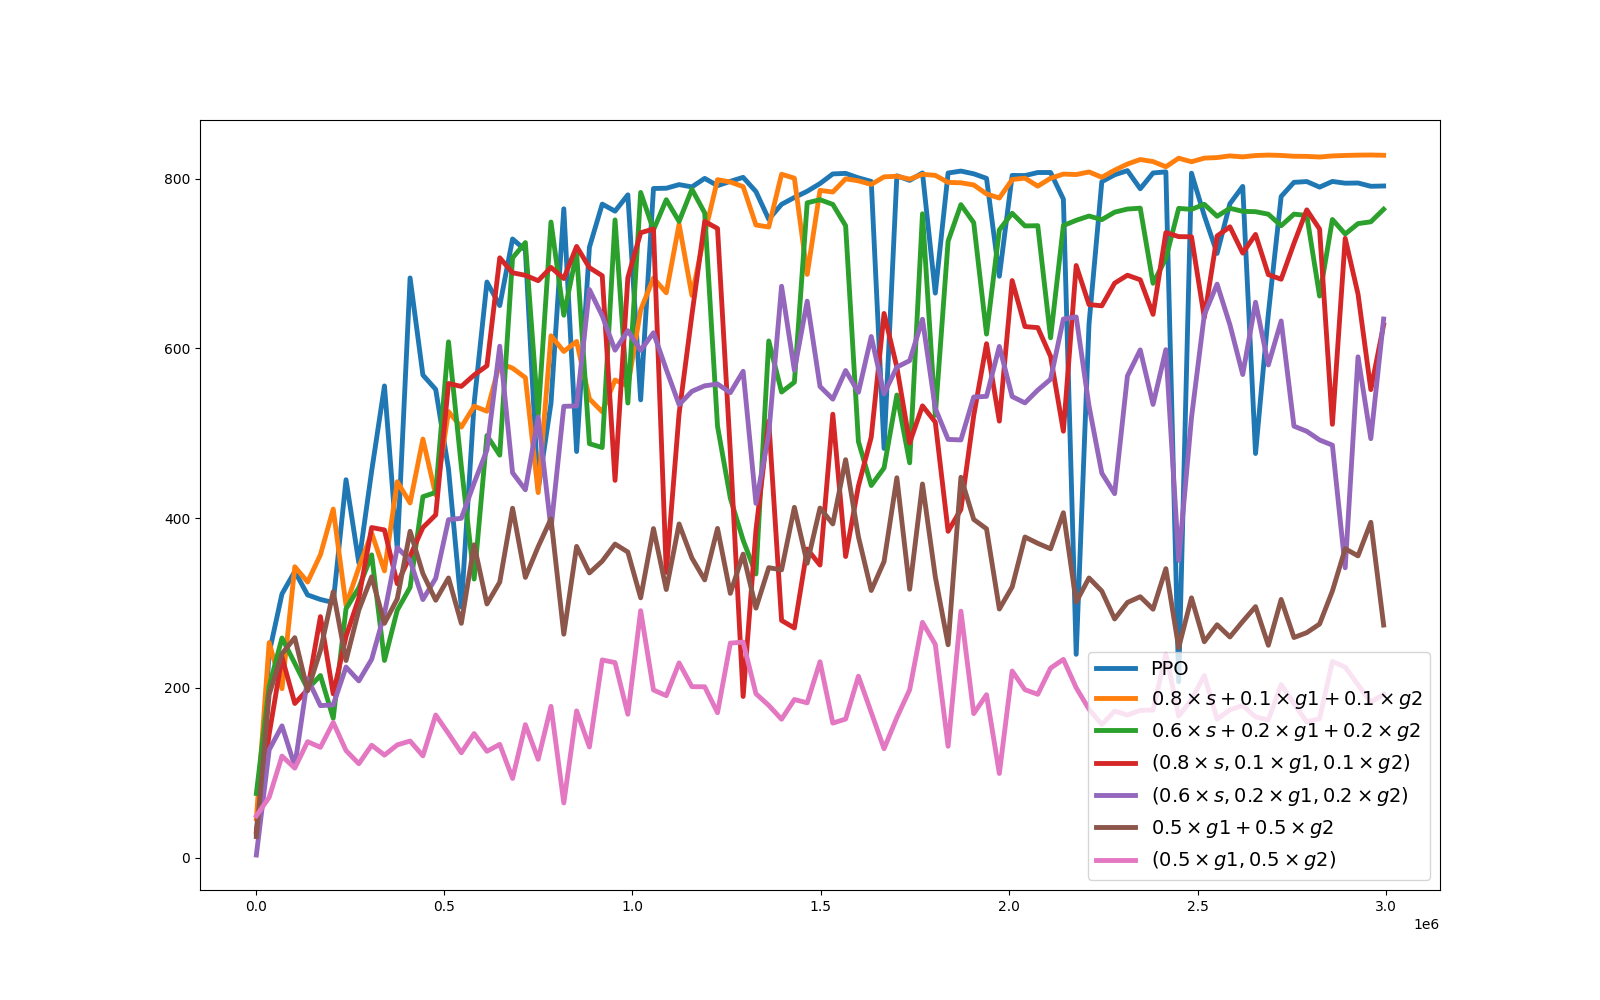 800
600
400
200
0
0.0 0.5 1.0 1.5 2.0 2.5 3.0
1e6
PPO
0.8 × s + 0.1 × g1 + 0.1 × g2
0.6 × s + 0.2 × g1 + 0.2 × g2
(0.8 × s, 0.1 × g1, 0.1 × g2)
(0.6 × s, 0.2 × g1, 0.2 × g2)
0.5 × g1 + 0.5 × g2
(0.5 × g1, 0.5 × g2)